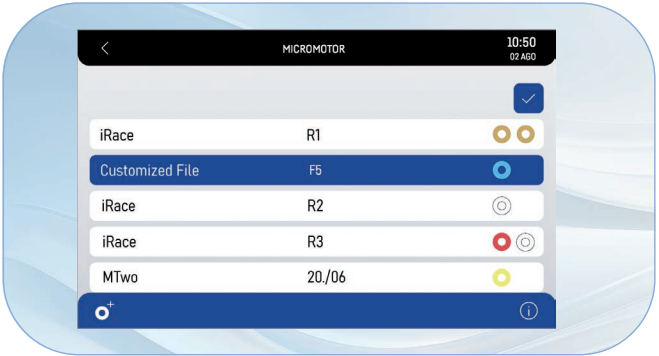 MICROMOTOR
10:50
02 AGO
iRace R1
Customized File F5
iRace R2
iRace R3
MTwo 20./06